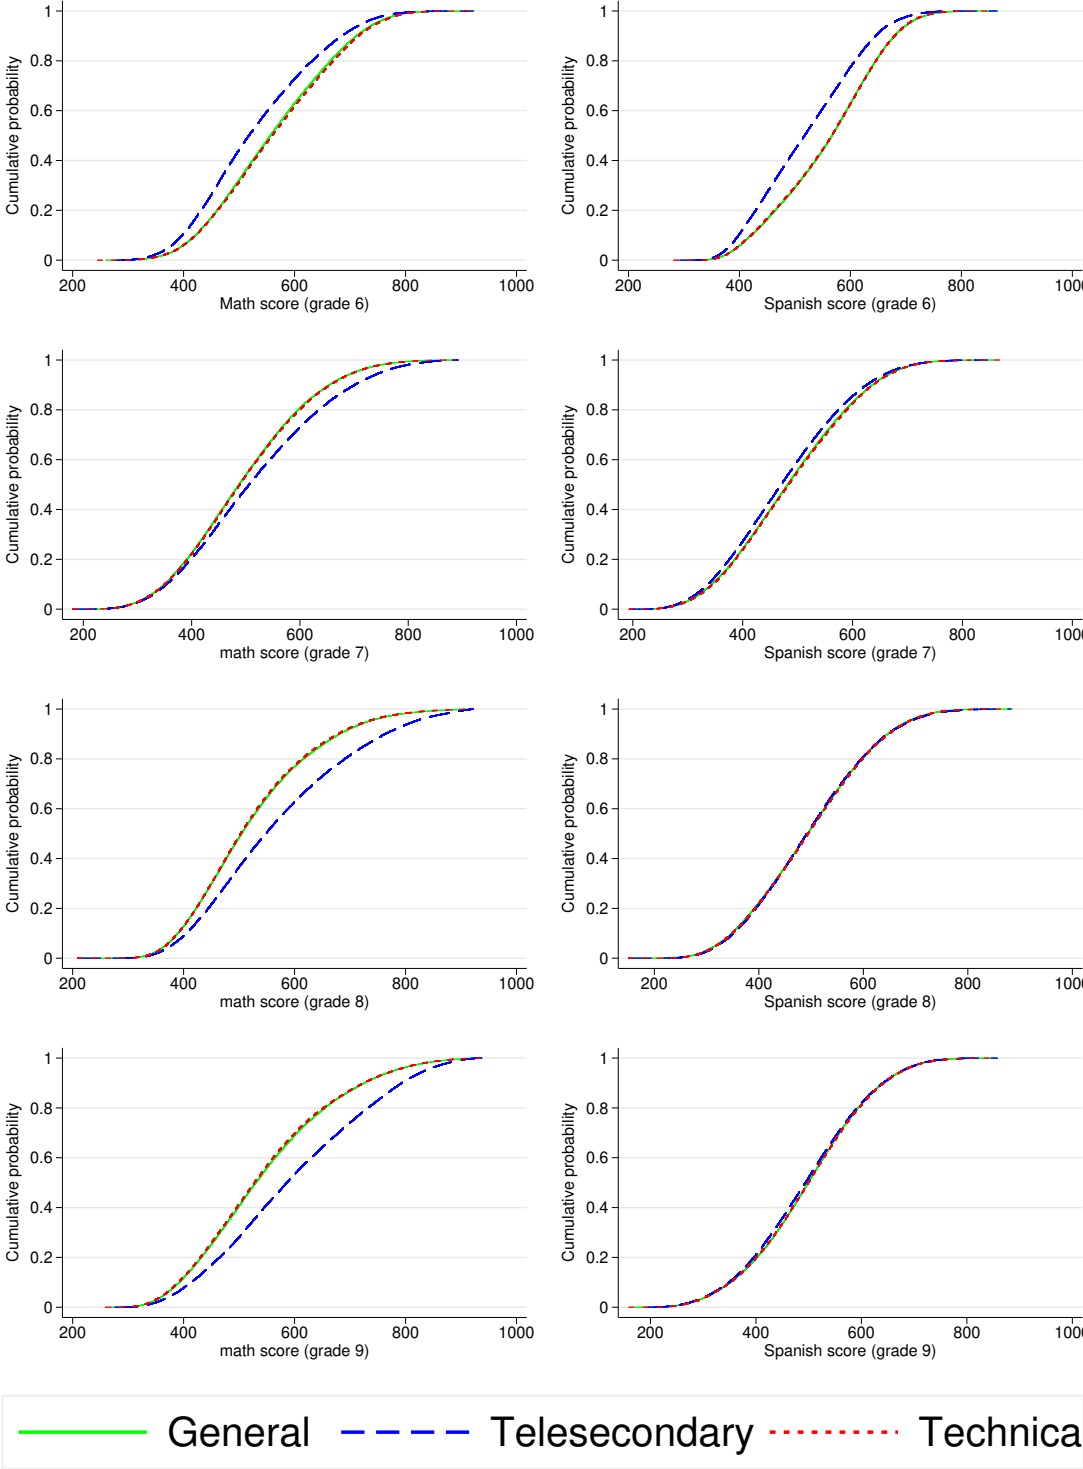 Cumulative probability
1
0.8
0.6
0.4
0.2
0
200 400 600 800 1000
Math score (grade 6)
Cumulative probability
1
0.8
0.6
0.4
0.2
0
200 400 600 800 100
Spanish score (grade 6)
Cumulative probability
1
0.8
0.6
0.4
0.2
0
200 400 600 800 1000
math score (grade 7)
Cumulative probability
1
0.8
0.6
0.4
0.2
0
200 400 600 800 100
Spanish score (grade 7)
Cumulative probability
1
0.8
0.6
0.4
0.2
0
200 400 600 800 1000
math score (grade 8)
Cumulative probability
1
0.8
0.6
0.4
0.2
0
200 400 600 800 100
Spanish score (grade 8)
Cumulative probability
1
0.8
0.6
0.4
0.2
0
200 400 600 800 1000
math score (grade 9)
Cumulative probability
1
0.8
0.6
0.4
0.2
0
200 400 600 800 100
Spanish score (grade 9)
General Telesecondary Technica